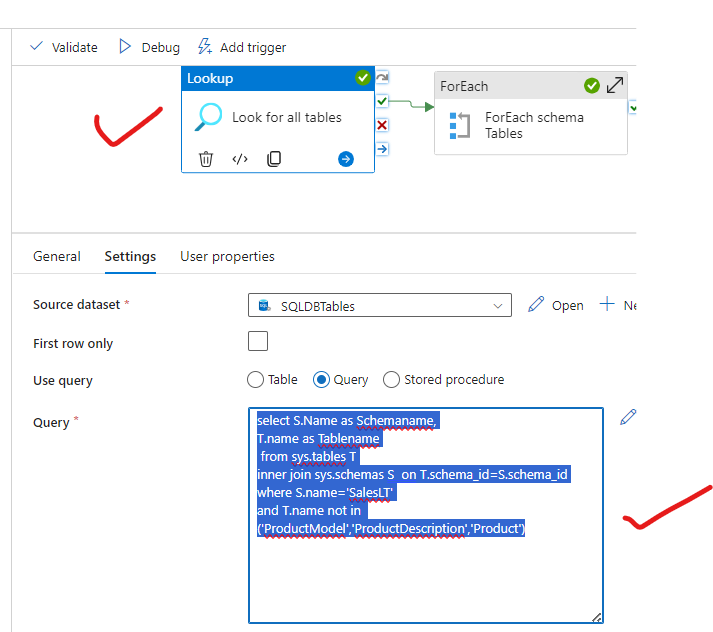 Validate Debug Add trigger
Lookup
Look for all tables
ForEach
ForEach schema
Tables
General Settings User properties
Source dataset * SQLDBTables Open Ne
First row only
Use query Table Query Stored procedure
Query *
select S.Name as Schemaname,
T.name as Tablename
from sys.tables T
inner join sys.schemas S on T.schema_id=S.schema_id
where S.name='SalesLT'
and T.name not in
('ProductModel','ProductDescription','Product')